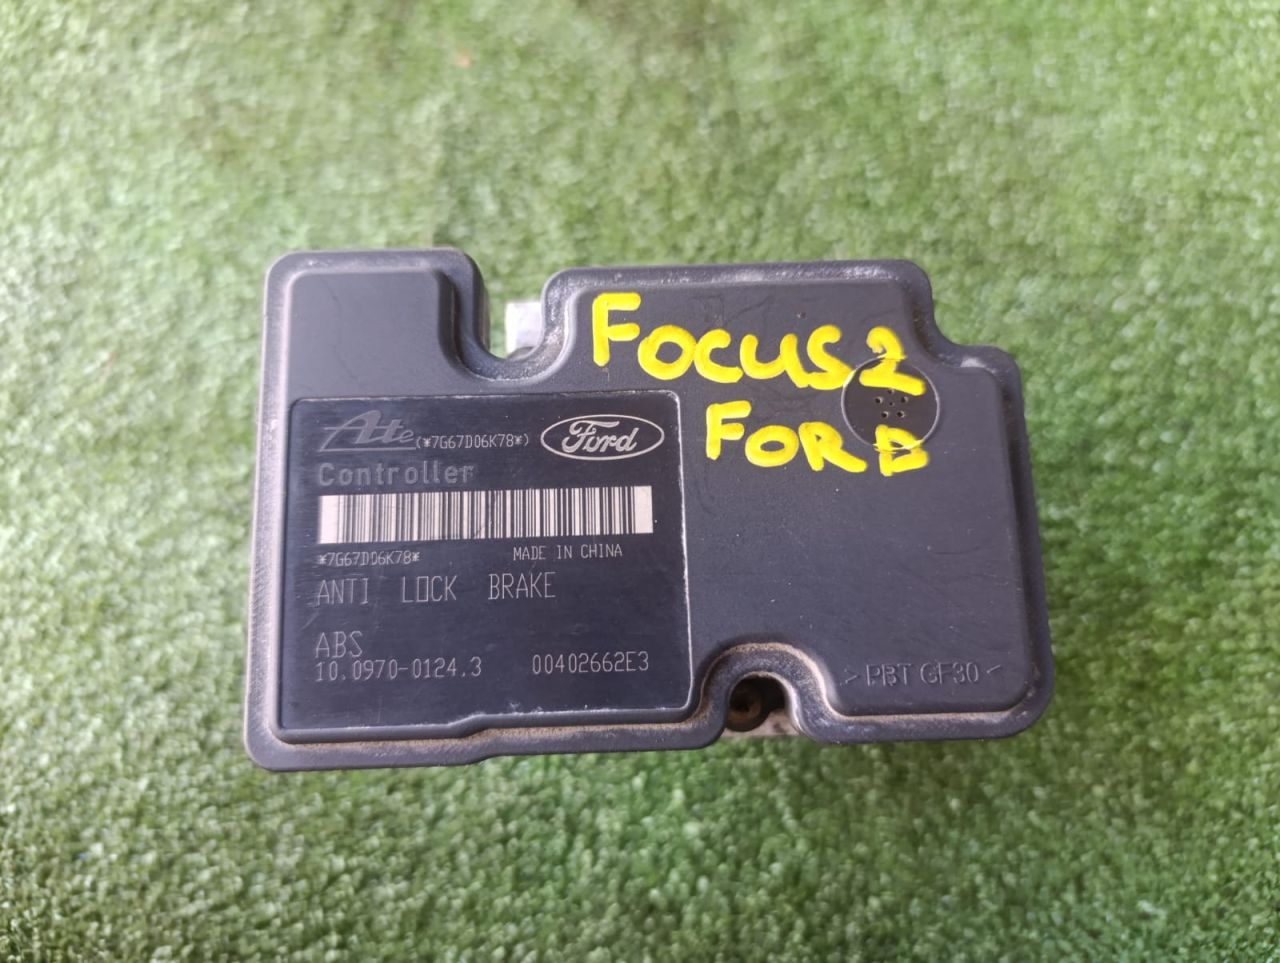 FOCUS2
FORD
Ate (*7G67D06K78*) Ford
Controller
*7G67D06K78* MADE IN CHINA
ANTI LOCK BRAKE
ABS
10.0970-0124.3 00402662E3
>PBT GF30<